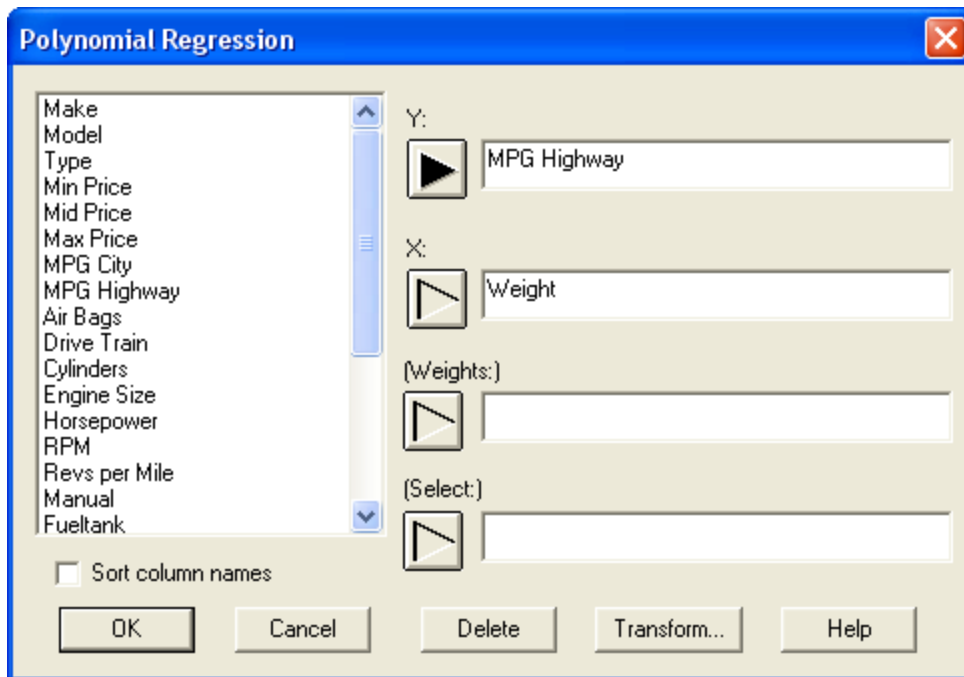 Polynomial Regression
Make
Model
Type
Min Price
Mid Price
Max Price
MPG City
MPG Highway
Air Bags
Drive Train
Cylinders
Engine Size
Horsepower
RPM
Revs per Mile
Manual
Fueltank
Sort column names
Y:
MPG Highway
X:
Weight
(Weights:)
(Select:)
OK Cancel Delete Transform... Help